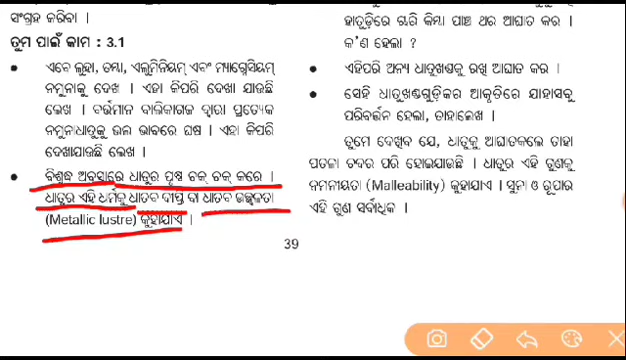 ସଂଗ୍ରହ କରିବା ।
ତୁମ ପାଇଁ କାମ : 3.1
• ଏବେ ଲୁହା, ତମ୍ବା, ଏଲୁମିନିୟମ୍ ଏବଂ ମ୍ୟାଗ୍ନେସିୟମ୍
ନମୁନାକୁ ଦେଖ । ଏହା କିପରି ଦେଖା ଯାଉଛି
ଲେଖ । ବର୍ତ୍ତମାନ ବାଲିକାଗଜ ଦ୍ୱାରା ପ୍ରତ୍ୟେକ
ନମୁନାଧାତୁକୁ ଭଲ ଭାବରେ ଘଷ । ଏହା କିପରି
ଦେଖାଯାଉଛି ଲେଖ ।
• ବିଶୁଦ୍ଧ ଅବସ୍ଥାରେ ଧାତୁର ପୃଷ୍ଠ ଚକ୍ ଚକ୍ କରେ ।
ଧାତୁର ଏହି ଧର୍ମକୁ ଧାତବ ଦୀପ୍ତି ବା ଧାତବ ଉଜ୍ଜ୍ୱଳତା
(Metallic lustre) କୁହାଯାଏ ।
ହାତୁଡ଼ିରେ ଚାରି କିମ୍ବା ପାଞ୍ଚ ଥର ଆଘାତ କର ।
କ'ଣ ହେଲା ?
• ଏହିପରି ଅନ୍ୟ ଧାତୁଖଣ୍ଡକୁ ରଖି ଆଘାତ କର ।
• ସେହି ଧାତୁଖଣ୍ଡଗୁଡ଼ିକର ଆକୃତିରେ ଯାହାସବୁ
ପରିବର୍ତ୍ତନ ହେଲା, ତାହାଲେଖ ।
ତୁମେ ଦେଖିବ ଯେ, ଧାତୁକୁ ଆଘାତକଲେ ତାହା
ପତଳା ଚଦର ପରି ହୋଇଯାଉଛି । ଧାତୁର ଏହି ଗୁଣକୁ
ନମନୀୟତା (Malleability) କୁହାଯାଏ । ସୁନା ଓ ରୂପାର
ଏହି ଗୁଣ ସର୍ବାଧିକ ।
39